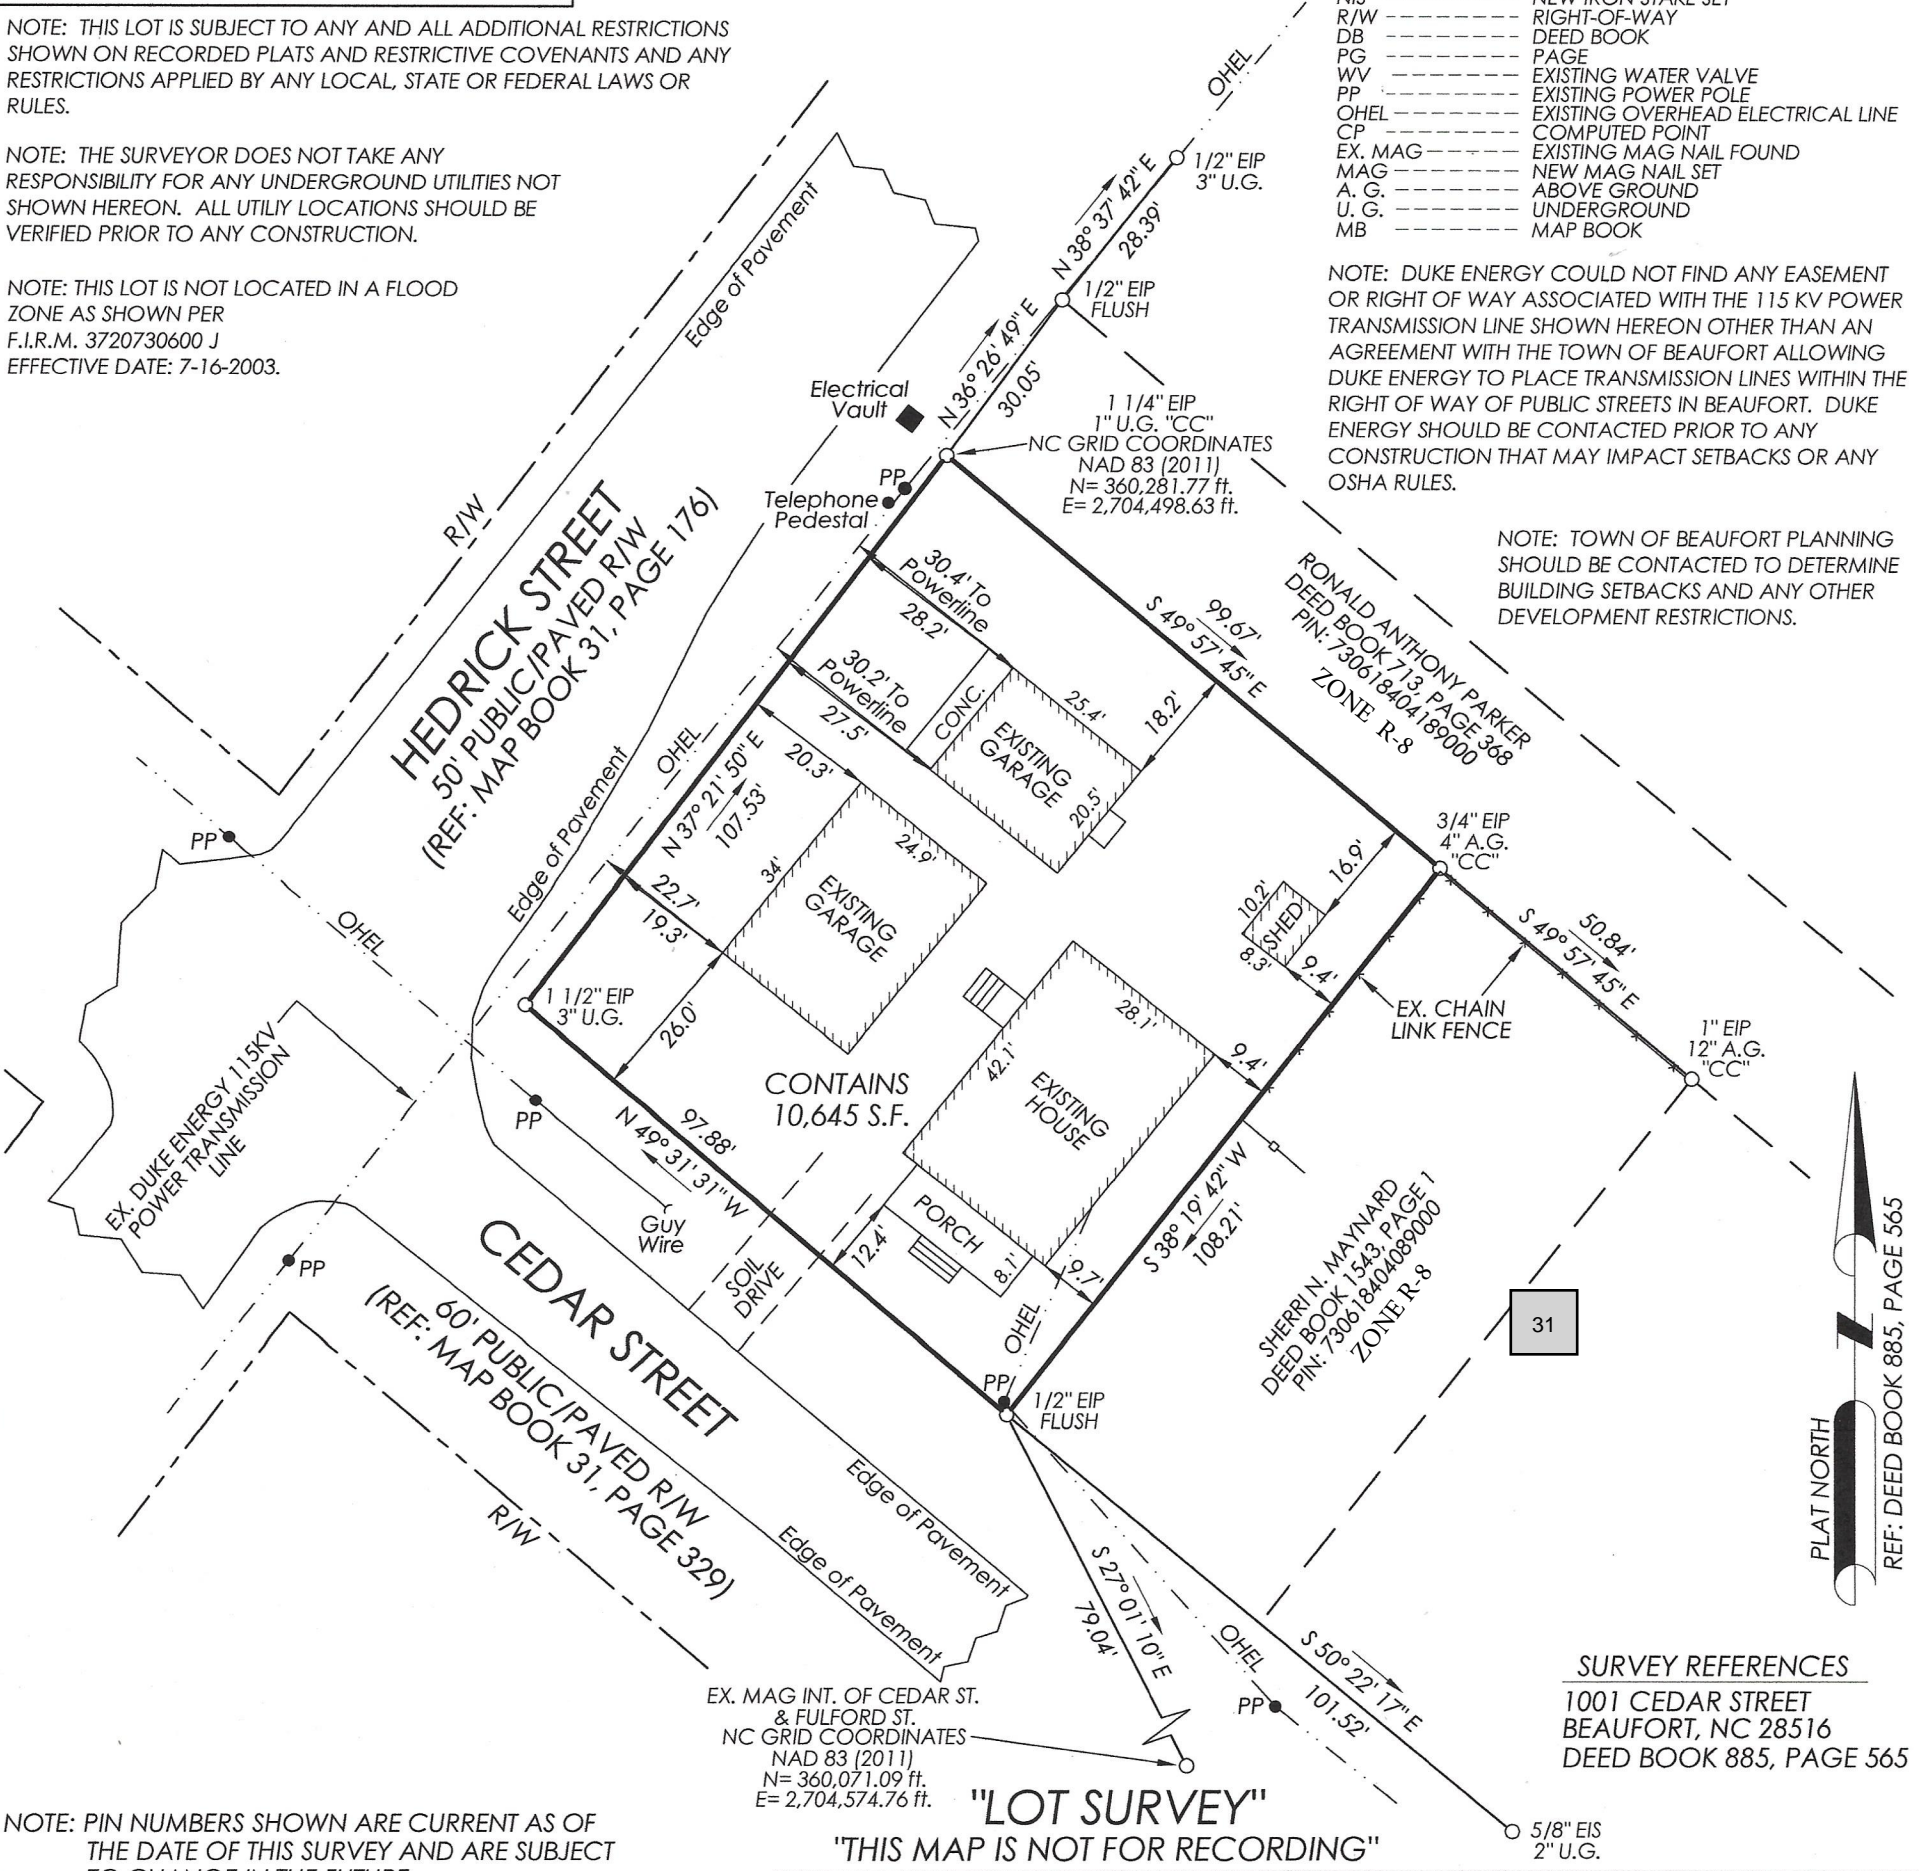 NOTE: THIS LOT IS SUBJECT TO ANY AND ALL ADDITIONAL RESTRICTIONS
SHOWN ON RECORDED PLATS AND RESTRICTIVE COVENANTS AND ANY
RESTRICTIONS APPLIED BY ANY LOCAL, STATE OR FEDERAL LAWS OR
RULES.
NOTE: THE SURVEYOR DOES NOT TAKE ANY
RESPONSIBILITY FOR ANY UNDERGROUND UTILITIES NOT
SHOWN HEREON. ALL UTILIY LOCATIONS SHOULD BE
VERIFIED PRIOR TO ANY CONSTRUCTION.
NOTE: THIS LOT IS NOT LOCATED IN A FLOOD
ZONE AS SHOWN PER
F.I.R.M. 3720730600 J
EFFECTIVE DATE: 7-16-2003.
NIS NEW IRON STAKE SET
R/W -------- RIGHT-OF-WAY
DB -------- DEED BOOK
PG -------- PAGE
WV -------- EXISTING WATER VALVE
PP -------- EXISTING POWER POLE
OHEL -------- EXISTING OVERHEAD ELECTRICAL LINE
CP -------- COMPUTED POINT
EX. MAG ------ EXISTING MAG NAIL FOUND
MAG -------- NEW MAG NAIL SET
A. G. -------- ABOVE GROUND
U. G. -------- UNDERGROUND
MB -------- MAP BOOK
NOTE: DUKE ENERGY COULD NOT FIND ANY EASEMENT
OR RIGHT OF WAY ASSOCIATED WITH THE 115 KV POWER
TRANSMISSION LINE SHOWN HEREON OTHER THAN AN
AGREEMENT WITH THE TOWN OF BEAUFORT ALLOWING
DUKE ENERGY TO PLACE TRANSMISSION LINES WITHIN THE
RIGHT OF WAY OF PUBLIC STREETS IN BEAUFORT. DUKE
ENERGY SHOULD BE CONTACTED PRIOR TO ANY
CONSTRUCTION THAT MAY IMPACT SETBACKS OR ANY
OSHA RULES.
NOTE: TOWN OF BEAUFORT PLANNING
SHOULD BE CONTACTED TO DETERMINE
BUILDING SETBACKS AND ANY OTHER
DEVELOPMENT RESTRICTIONS.
OHEL
1/2" EIP
3" U.G.
N 38° 37' 42" E
28.39'
1/2" EIP
FLUSH
N 36° 26' 49" E
30.05'
Edge of Pavement
Electrical
Vault
1 1/4" EIP
1" U.G. "CC"
NC GRID COORDINATES
NAD 83 (2011)
N= 360,281.77 ft.
E= 2,704,498.63 ft.
PP
Telephone
Pedestal
R/W
HEDRICK STREET
50' PUBLIC/PAVED R/W
(REF: MAP BOOK 31, PAGE 176)
30.4' To
Powerline
28.2'
30.2' To
Powerline
27.5'
CONC.
25.4'
18.2'
EXISTING
GARAGE
20.5'
99.67'
S 49° 57' 45" E
RONALD ANTHONY PARKER
DEED BOOK 713, PAGE 368
PIN: 730618404189000
ZONE R-8
OHEL
Edge of Pavement
N 37° 21' 50" E
107.53'
20.3'
24.9'
34'
EXISTING
GARAGE
22.7'
19.3'
26.0'
3/4" EIP
4" A.G.
"CC"
16.9'
10.2'
SHED
8.3'
9.4'
50.84'
S 49° 57' 45" E
EX. CHAIN
LINK FENCE
1" EIP
12" A.G.
"CC"
PP
OHEL
1 1/2" EIP
3" U.G.
EX. DUKE ENERGY 115KV
POWER TRANSMISSION
LINE
PP
28.1'
42.1'
9.4'
EXISTING
HOUSE
CONTAINS
10,645 S.F.
97.88'
N 49° 31' 31" W
Guy
Wire
PORCH
12.4'
8.1'
9.7'
SOIL
DRIVE
S 38° 19' 42" W
108.21'
SHERRI N. MAYNARD
DEED BOOK 1543, PAGE 1
PIN: 730618404089000
ZONE R-8
31
PP
CEDAR STREET
60' PUBLIC/PAVED R/W
(REF: MAP BOOK 31, PAGE 329)
R/W
OHEL
PP
1/2" EIP
FLUSH
Edge of Pavement
Edge of Pavement
S 27° 01' 10" E
79.04'
OHEL
PP
S 50° 22' 17" E
101.52'
PLAT NORTH
REF: DEED BOOK 885, PAGE 565
EX. MAG INT. OF CEDAR ST.
& FULFORD ST.
NC GRID COORDINATES
NAD 83 (2011)
N= 360,071.09 ft.
E= 2,704,574.76 ft.
SURVEY REFERENCES
1001 CEDAR STREET
BEAUFORT, NC 28516
DEED BOOK 885, PAGE 565
5/8" EIS
2" U.G.
"LOT SURVEY"
"THIS MAP IS NOT FOR RECORDING"
NOTE: PIN NUMBERS SHOWN ARE CURRENT AS OF
THE DATE OF THIS SURVEY AND ARE SUBJECT
TO CHANGE IN THE FUTURE